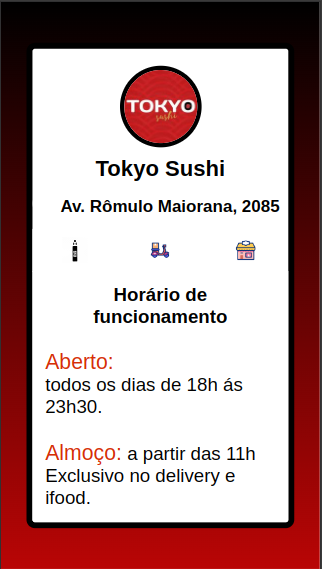 TOKYO
sushi
Tokyo Sushi
Av. Rômulo Maiorana, 2085
Horário de
funcionamento
Aberto:
todos os dias de 18h ás
23h30.
Almoço: a partir das 11h
Exclusivo no delivery e
ifood.